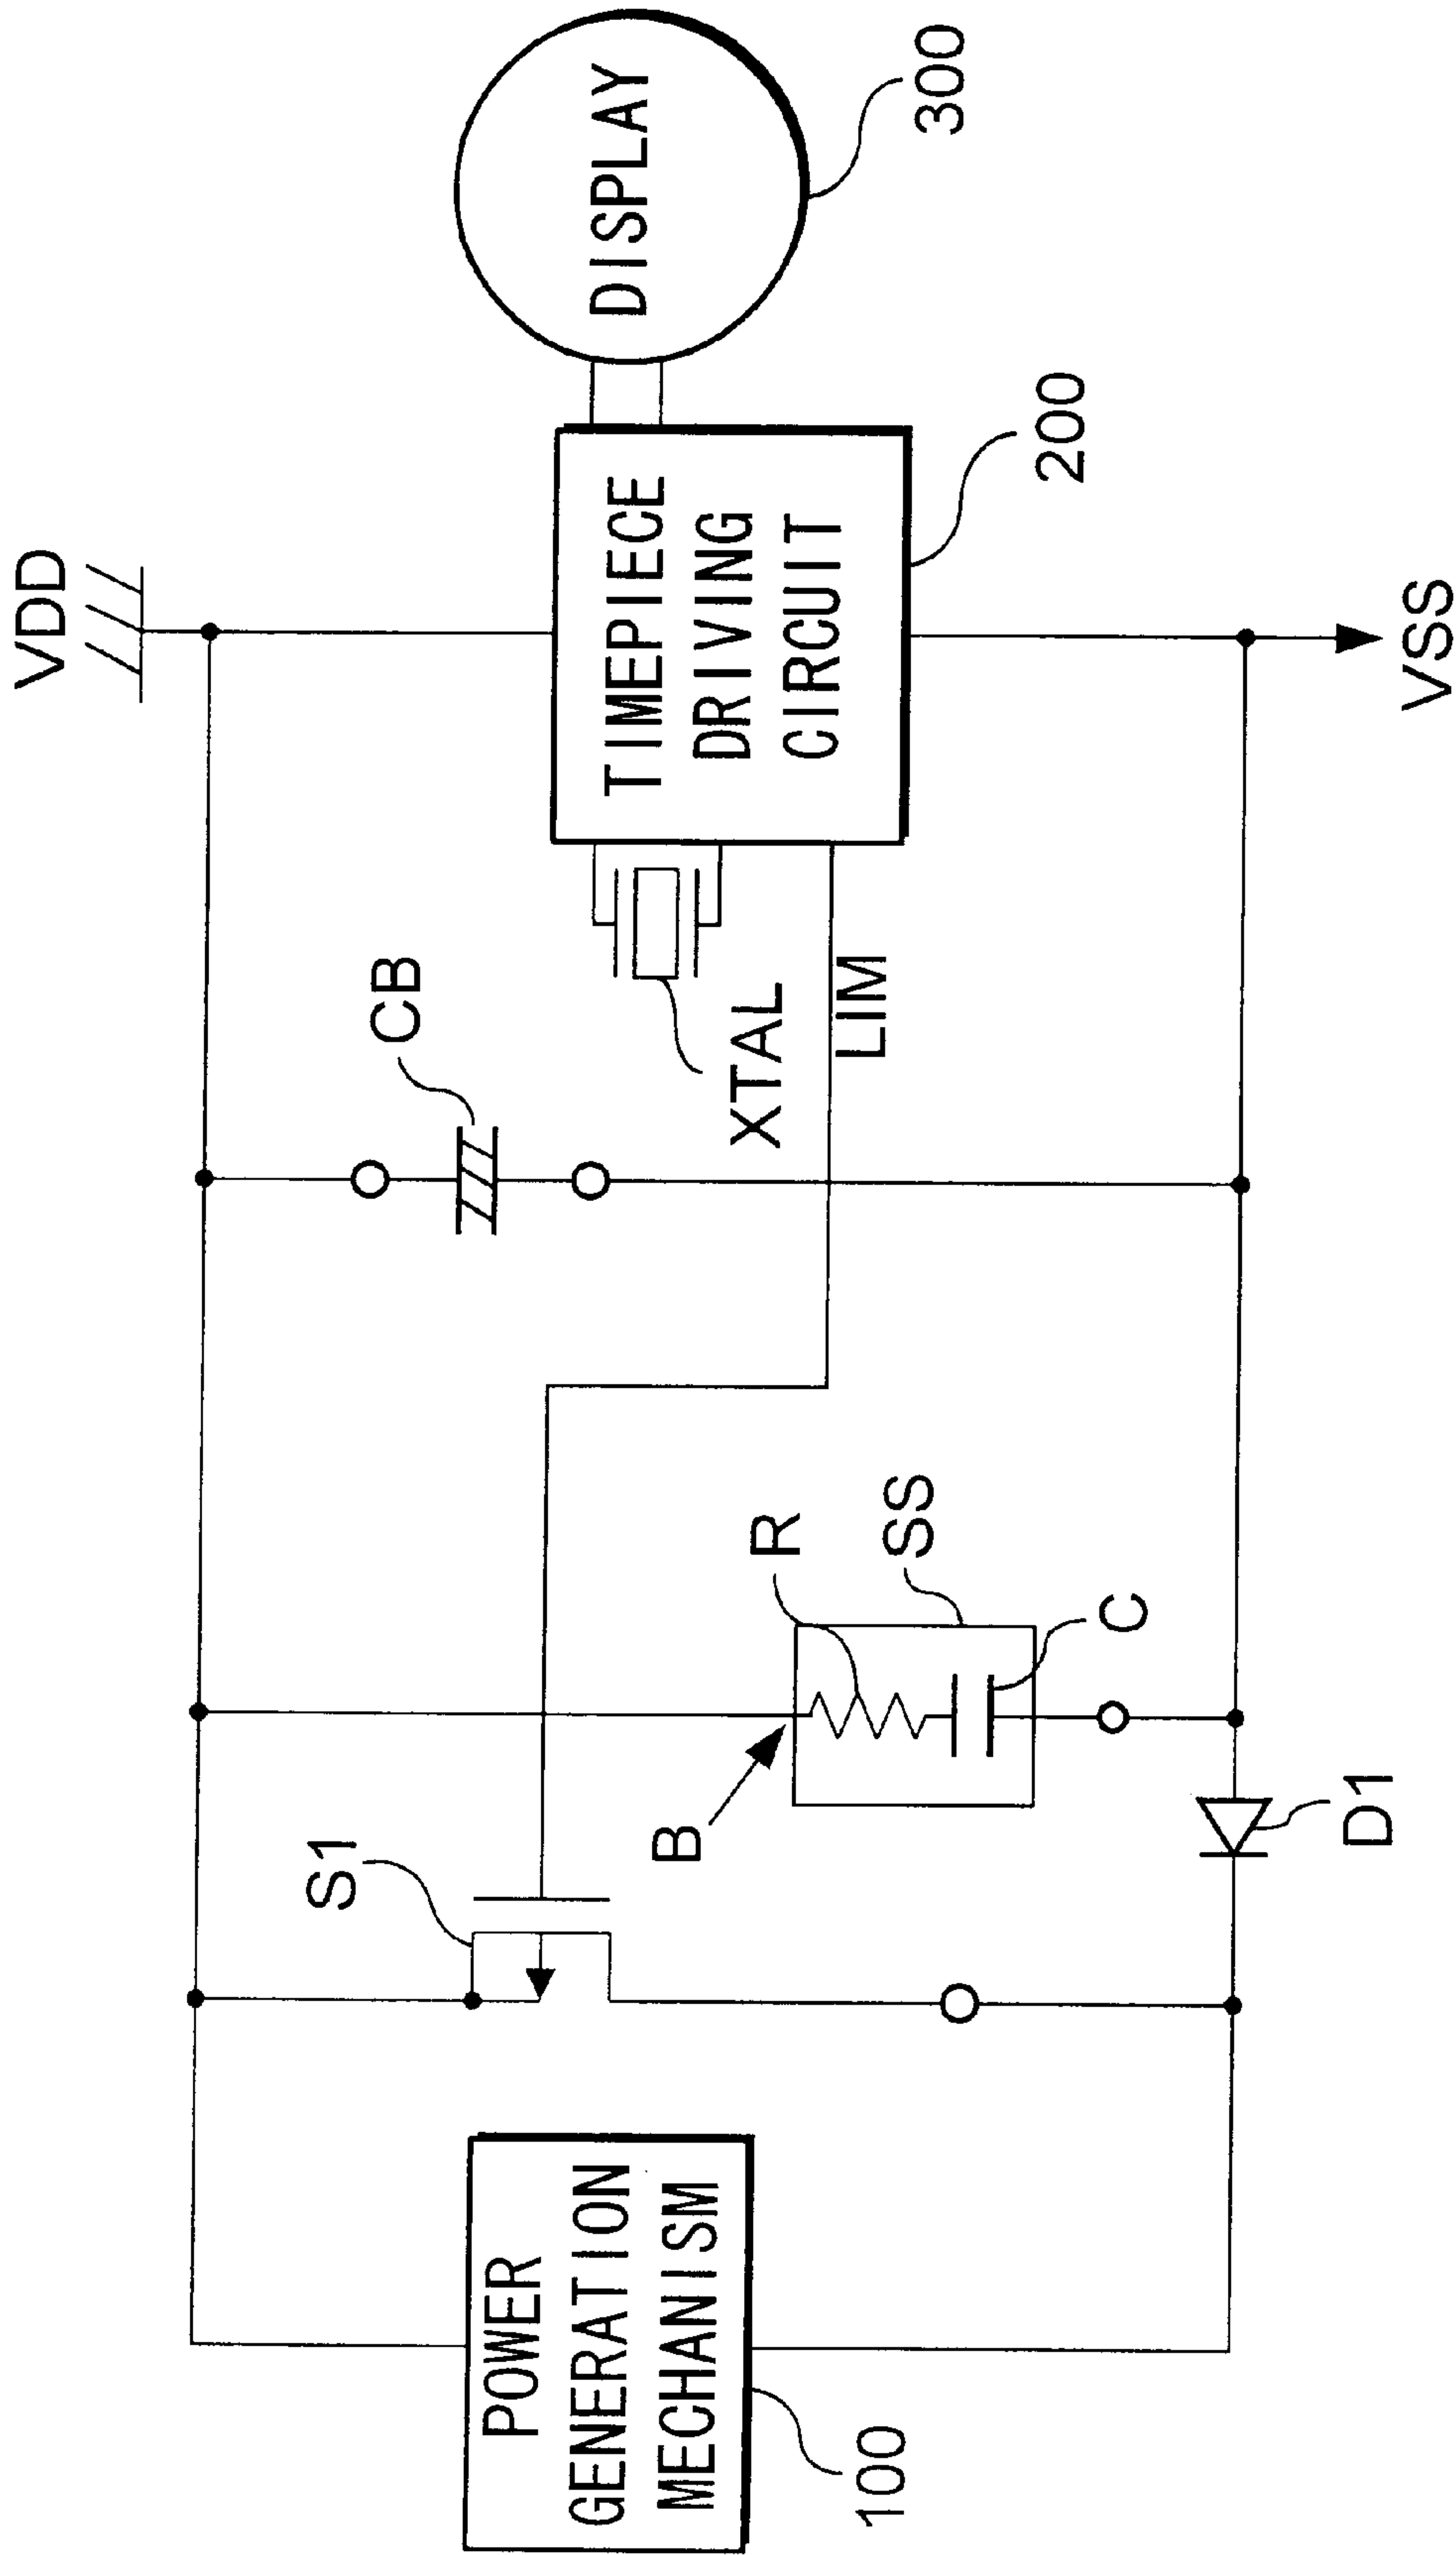 VDD
POWER
GENERATION
MECHANISM
100
S1
B
R
SS
C
D1
CB
XTAL
LIM
TIMEPIECE
DRIVING
CIRCUIT
200
DISPLAY
300
VSS